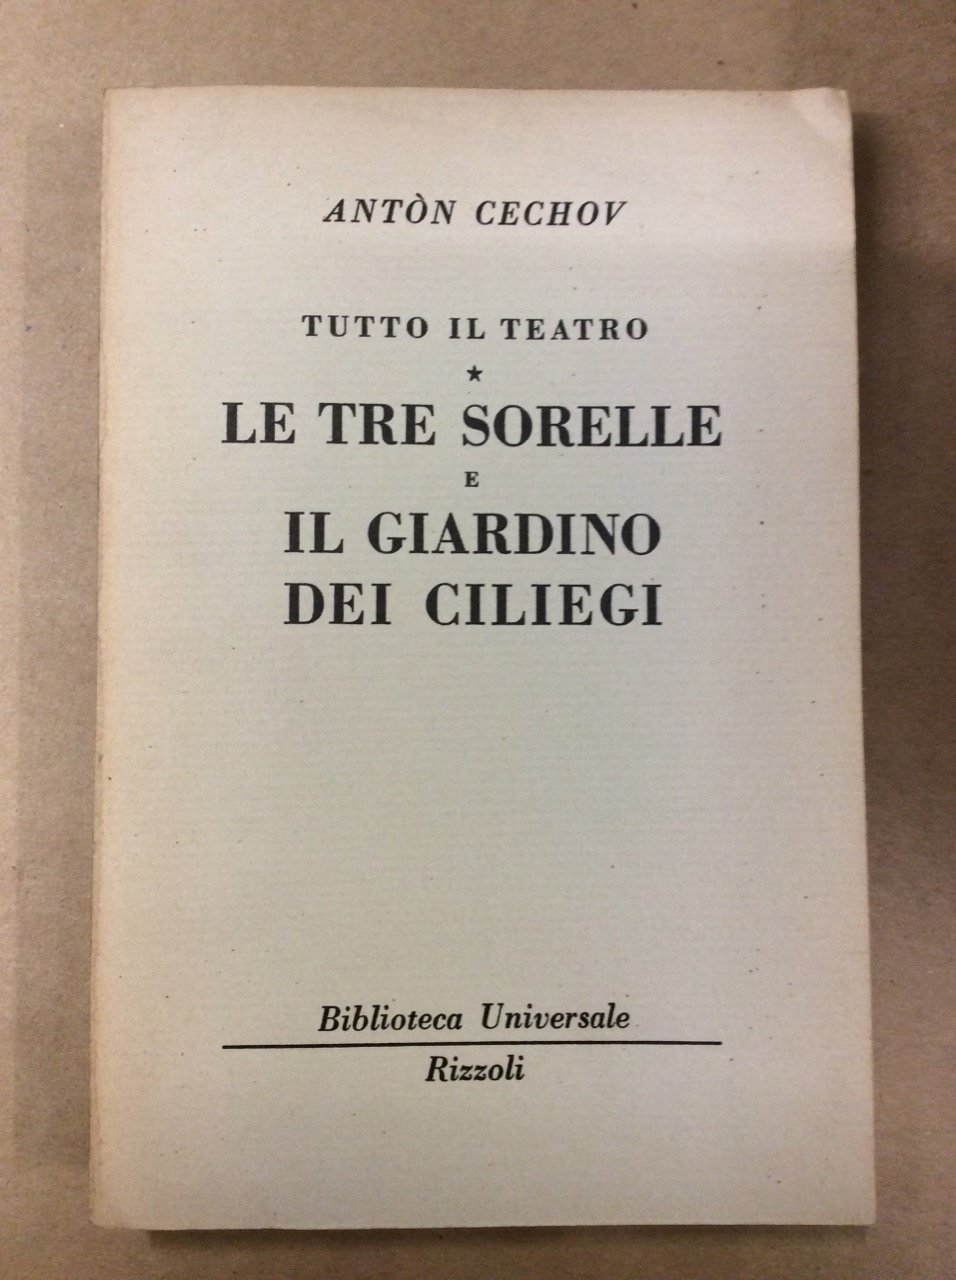 ANTÒN CECHOV
TUTTO IL TEATRO
★
LE TRE SORELLE
E
IL GIARDINO
DEI CILIEGI
Biblioteca Universale
Rizzoli